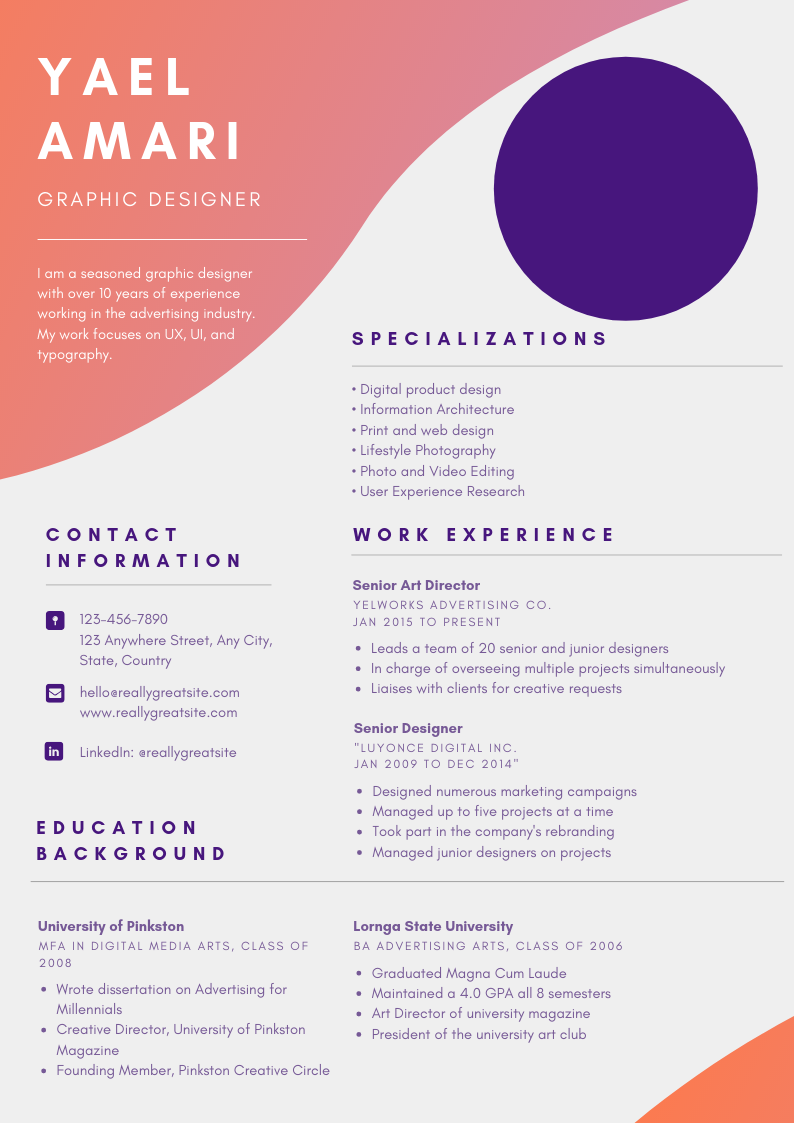 YAEL
AMARI
GRAPHIC DESIGNER
I am a seasoned graphic designer
with over 10 years of experience
working in the advertising industry.
My work focuses on UX, UI, and
typography.
SPECIALIZATIONS
• Digital product design
• Information Architecture
• Print and web design
• Lifestyle Photography
• Photo and Video Editing
• User Experience Research
CONTACT
INFORMATION
123-456-7890
123 Anywhere Street, Any City,
State, Country
hello@reallygreatsite.com
www.reallygreatsite.com
in
LinkedIn: @reallygreatsite
WORK EXPERIENCE
Senior Art Director
YELWORKS ADVERTISING CO.
JAN 2015 TO PRESENT
• Leads a team of 20 senior and junior designers
• In charge of overseeing multiple projects simultaneously
• Liaises with clients for creative requests
Senior Designer
"LUYONCE DIGITAL INC.
JAN 2009 TO DEC 2014"
• Designed numerous marketing campaigns
• Managed up to five projects at a time
• Took part in the company's rebranding
• Managed junior designers on projects
EDUCATION
BACKGROUND
University of Pinkston
MFA IN DIGITAL MEDIA ARTS, CLASS OF
2008
• Wrote dissertation on Advertising for
Millennials
• Creative Director, University of Pinkston
Magazine
• Founding Member, Pinkston Creative Circle
Lornga State University
BA ADVERTISING ARTS, CLASS OF 2006
• Graduated Magna Cum Laude
• Maintained a 4.0 GPA all 8 semesters
• Art Director of university magazine
• President of the university art club